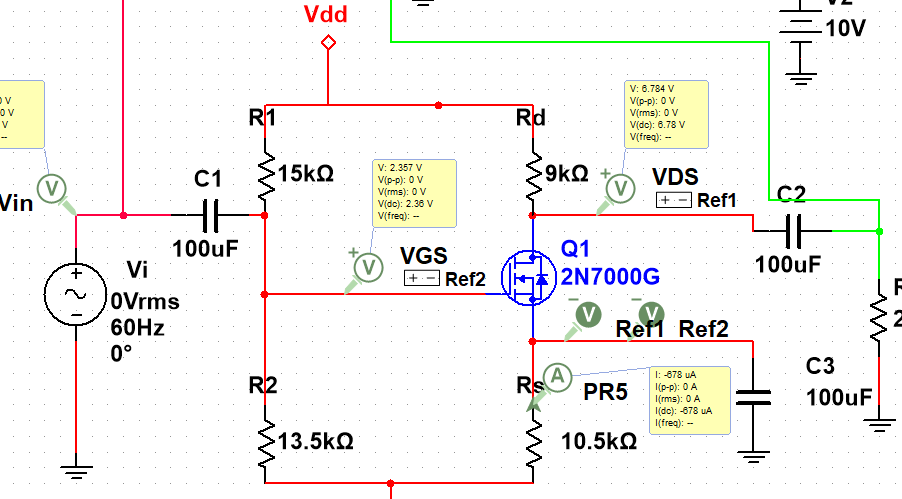 Vdd
V2
10V
0 V
0 V
V
--
Vin
R1
15kΩ
C1
100uF
V: 2.357 V
V(p-p): 0 V
V(rms): 0 V
V(dc): 2.36 V
V(freq): --
V
V
+
VGS
+ −
Ref2
Rd
9kΩ
V: 6.784 V
V(p-p): 0 V
V(rms): 0 V
V(dc): 6.78 V
V(freq): --
+
V
VDS
+ −
Ref1
C2
100uF
Q1
2N7000G
Vi
0Vrms
60Hz
0°
V
V
Ref1
Ref2
R2
13.5kΩ
Rs
A
PR5
10.5kΩ
I: -678 uA
I(p-p): 0 A
I(rms): 0 A
I(dc): -678 uA
I(freq): --
C3
100uF
2